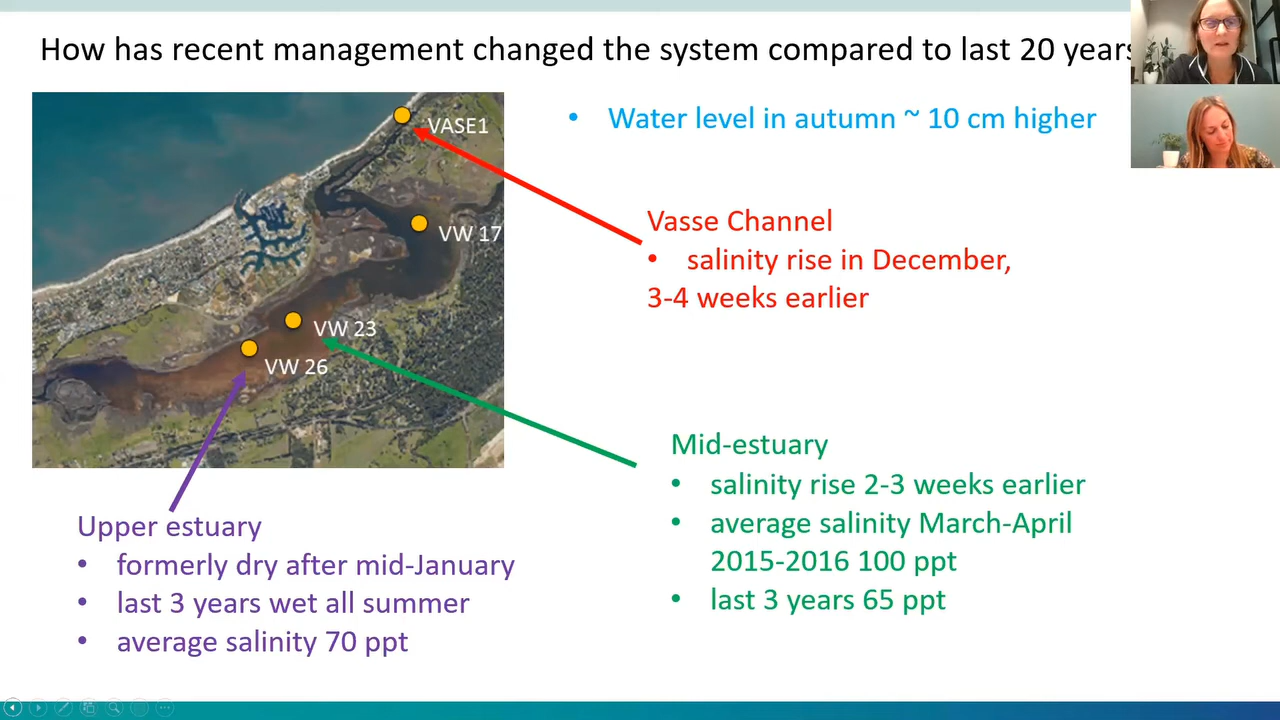 How has recent management changed the system compared to last 20 years
VASE1
VW 17
VW 23
VW 26
• Water level in autumn ~ 10 cm higher
Vasse Channel
• salinity rise in December,
3-4 weeks earlier
Mid-estuary
• salinity rise 2-3 weeks earlier
• average salinity March-April
2015-2016 100 ppt
• last 3 years 65 ppt
Upper estuary
• formerly dry after mid-January
• last 3 years wet all summer
• average salinity 70 ppt